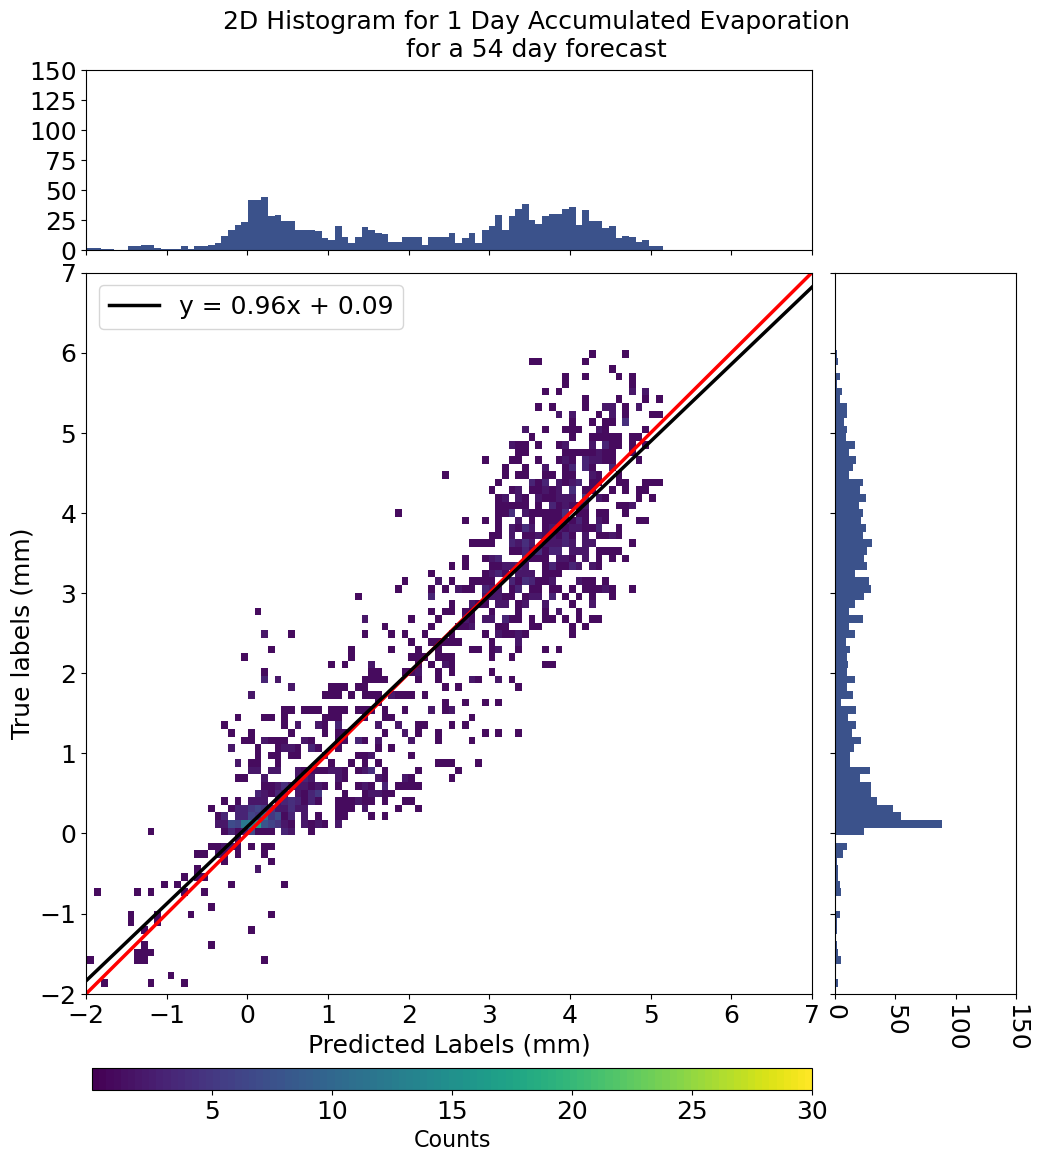 2D Histogram for 1 Day Accumulated Evaporation
for a 54 day forecast
150
125
100
75
50
25
0
7
6
5
4
3
2
1
0
−1
−2
True labels (mm)
y = 0.96x + 0.09
−2 −1 0 1 2 3 4 5 6 7
Predicted Labels (mm)
0 50 100 150
5 10 15 20 25 30
Counts